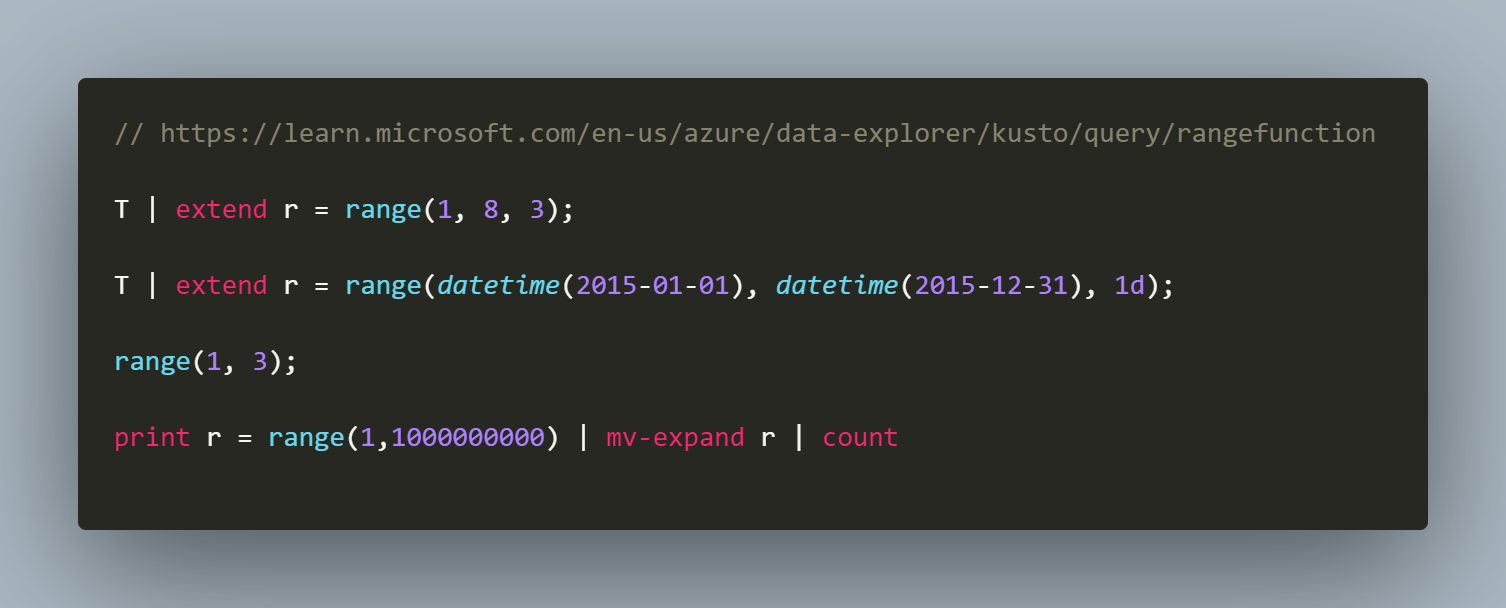 // https://learn.microsoft.com/en-us/azure/data-explorer/kusto/query/rangefunction
T | extend r = range(1, 8, 3);
T | extend r = range(datetime(2015-01-01), datetime(2015-12-31), 1d);
range(1, 3);
print r = range(1,1000000000) | mv-expand r | count